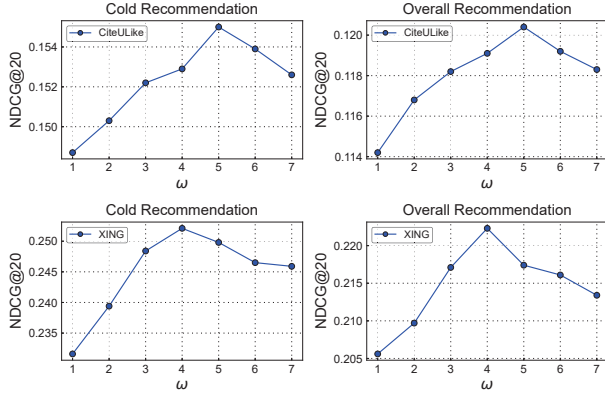 Cold Recommendation
CiteULike
NDCG@20
0.154
0.152
0.150
1 2 3 4 5 6 7
ω
Overall Recommendation
CiteULike
NDCG@20
0.120
0.118
0.116
0.114
1 2 3 4 5 6 7
ω
Cold Recommendation
XING
NDCG@20
0.250
0.245
0.240
0.235
1 2 3 4 5 6 7
ω
Overall Recommendation
XING
NDCG@20
0.220
0.215
0.210
0.205
1 2 3 4 5 6 7
ω